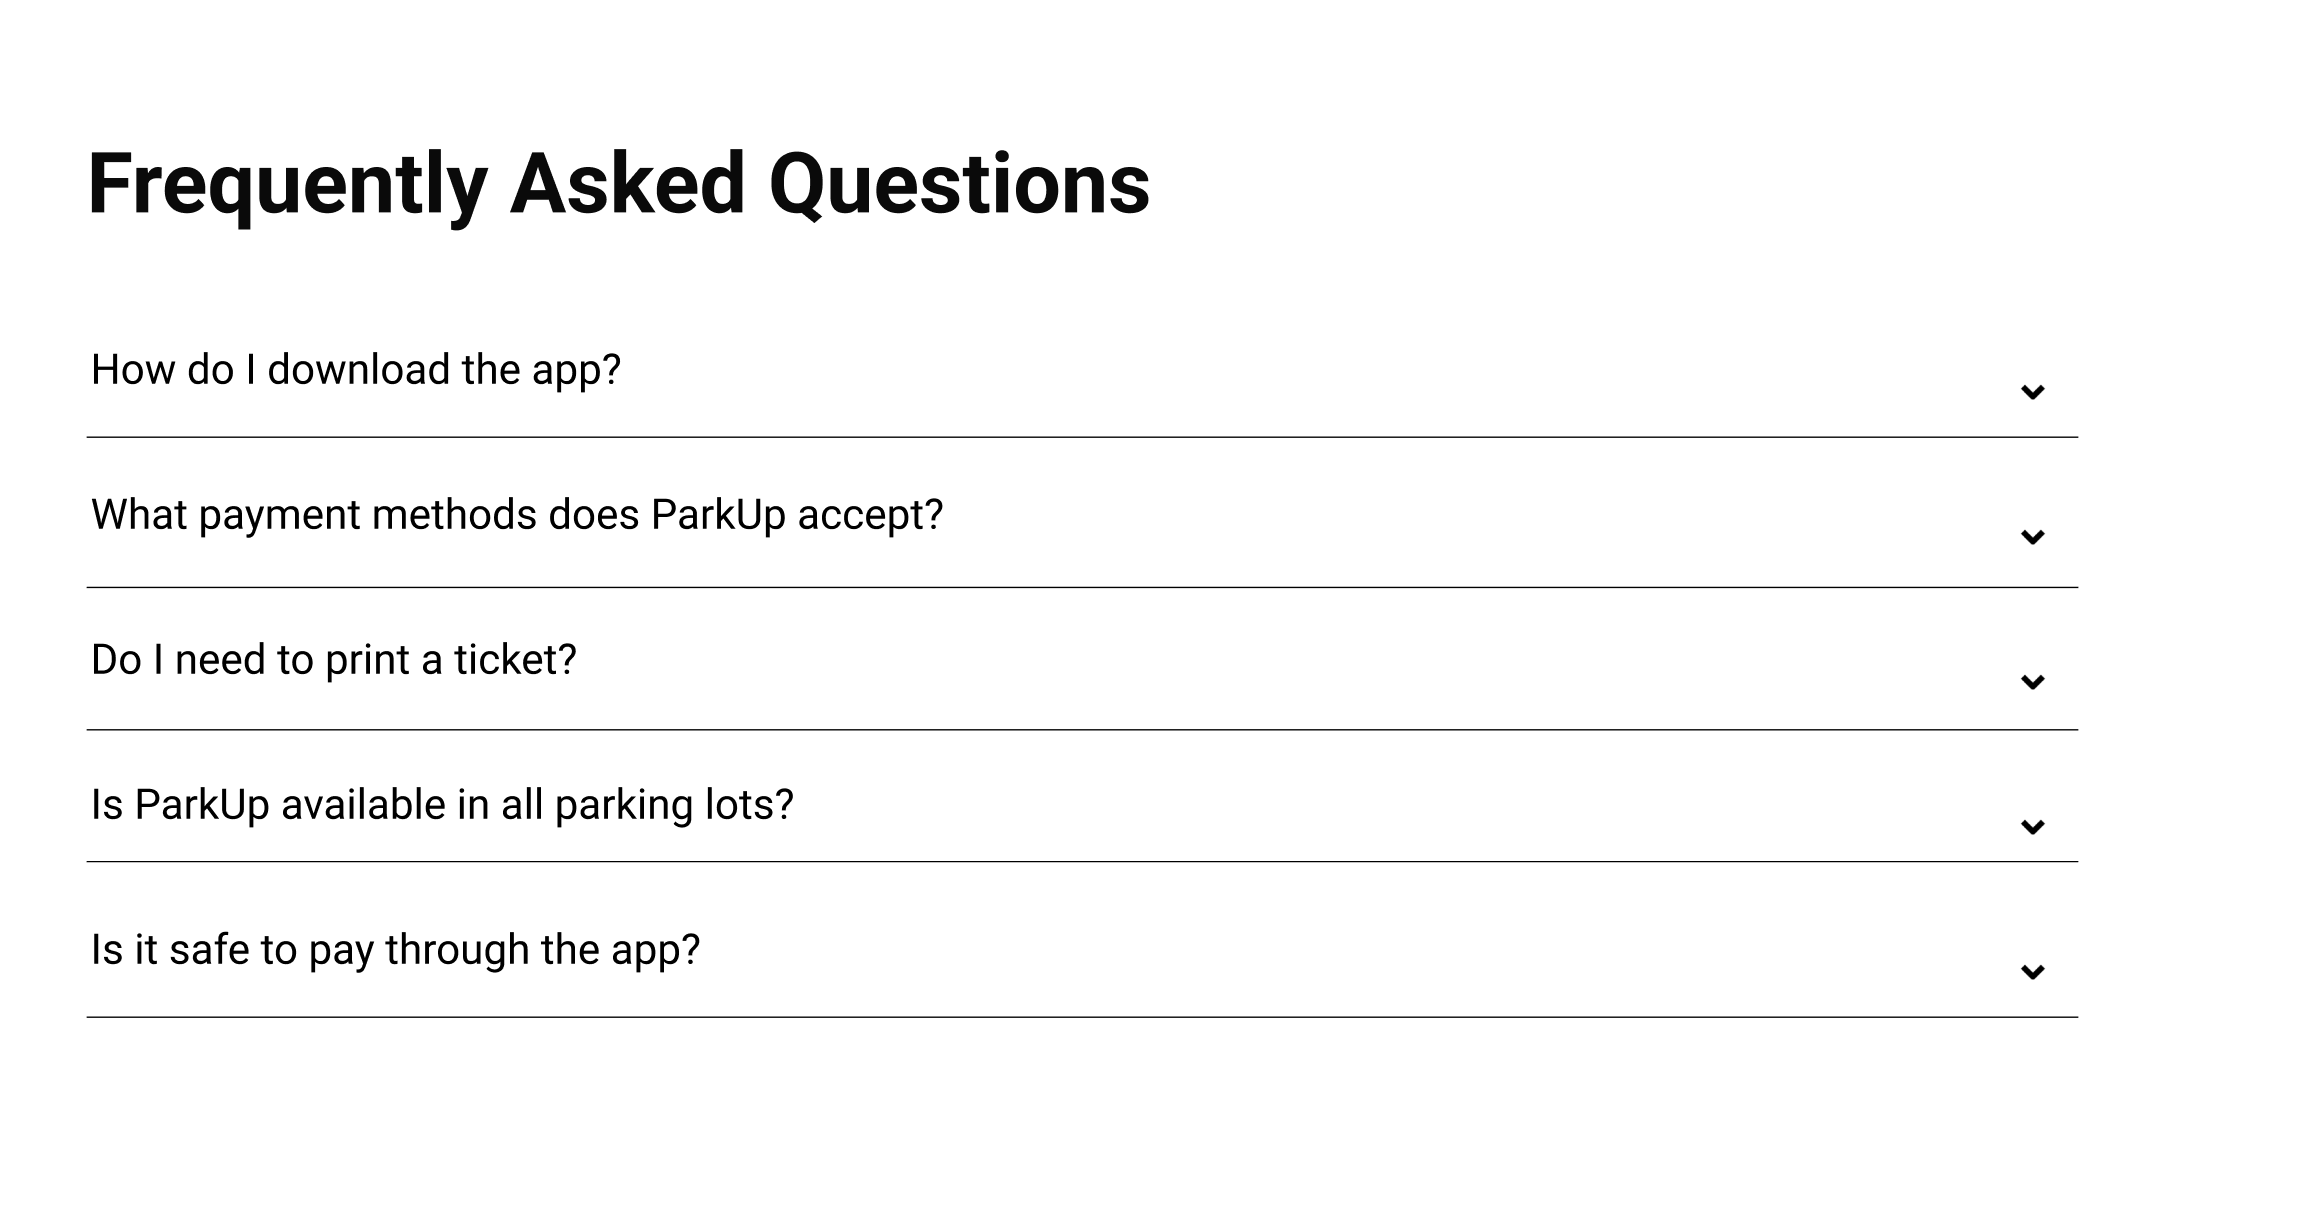 Frequently Asked Questions
How do I download the app?
What payment methods does ParkUp accept?
Do I need to print a ticket?
Is ParkUp available in all parking lots?
Is it safe to pay through the app?